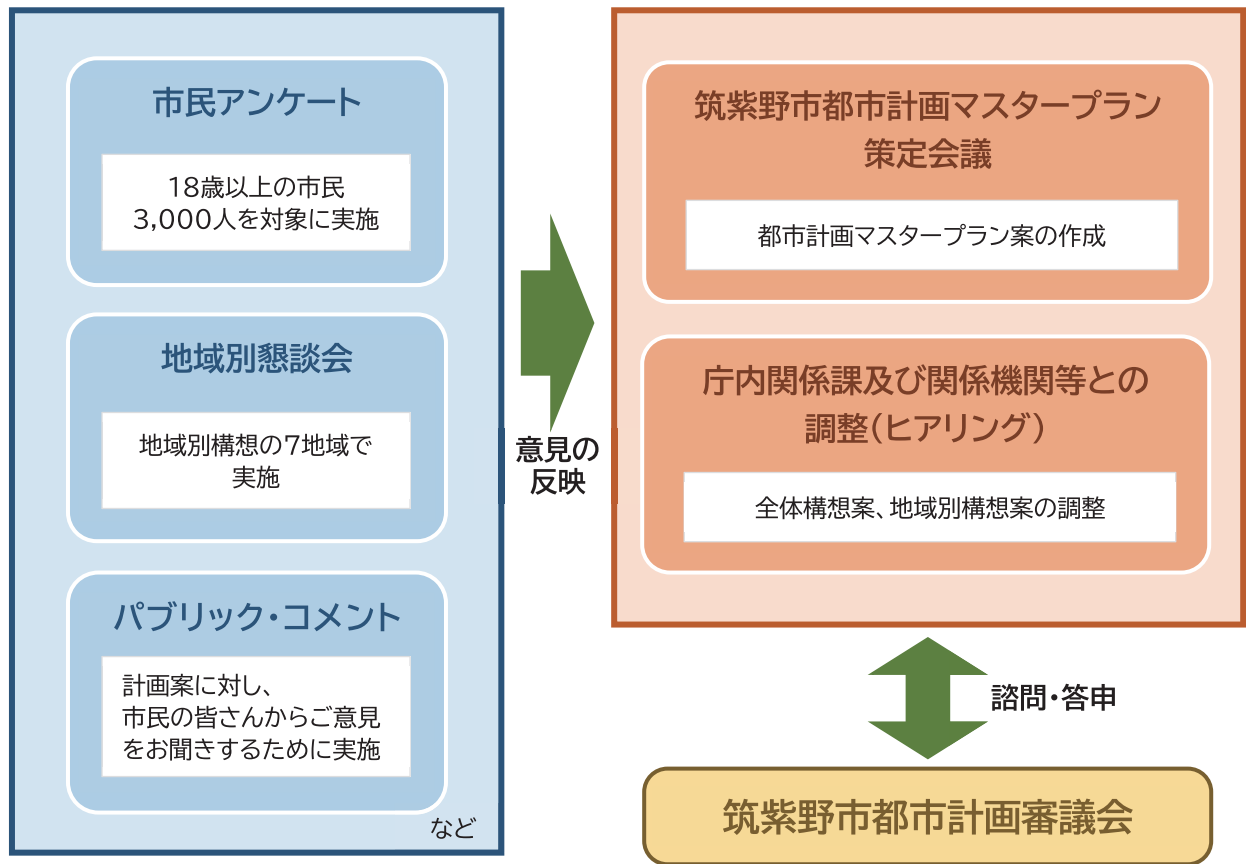 市民アンケート
18歳以上の市民
3,000人を対象に実施
地域別懇談会
地域別構想の7地域で
実施
パブリック・コメント
計画案に対し、
市民の皆さんからご意見
をお聞きするために実施
など
意見の
反映
筑紫野市都市計画マスタープラン
策定会議
都市計画マスタープラン案の作成
庁内関係課及び関係機関等との
調整(ヒアリング)
全体構想案、地域別構想案の調整
諮問・答申
筑紫野市都市計画審議会